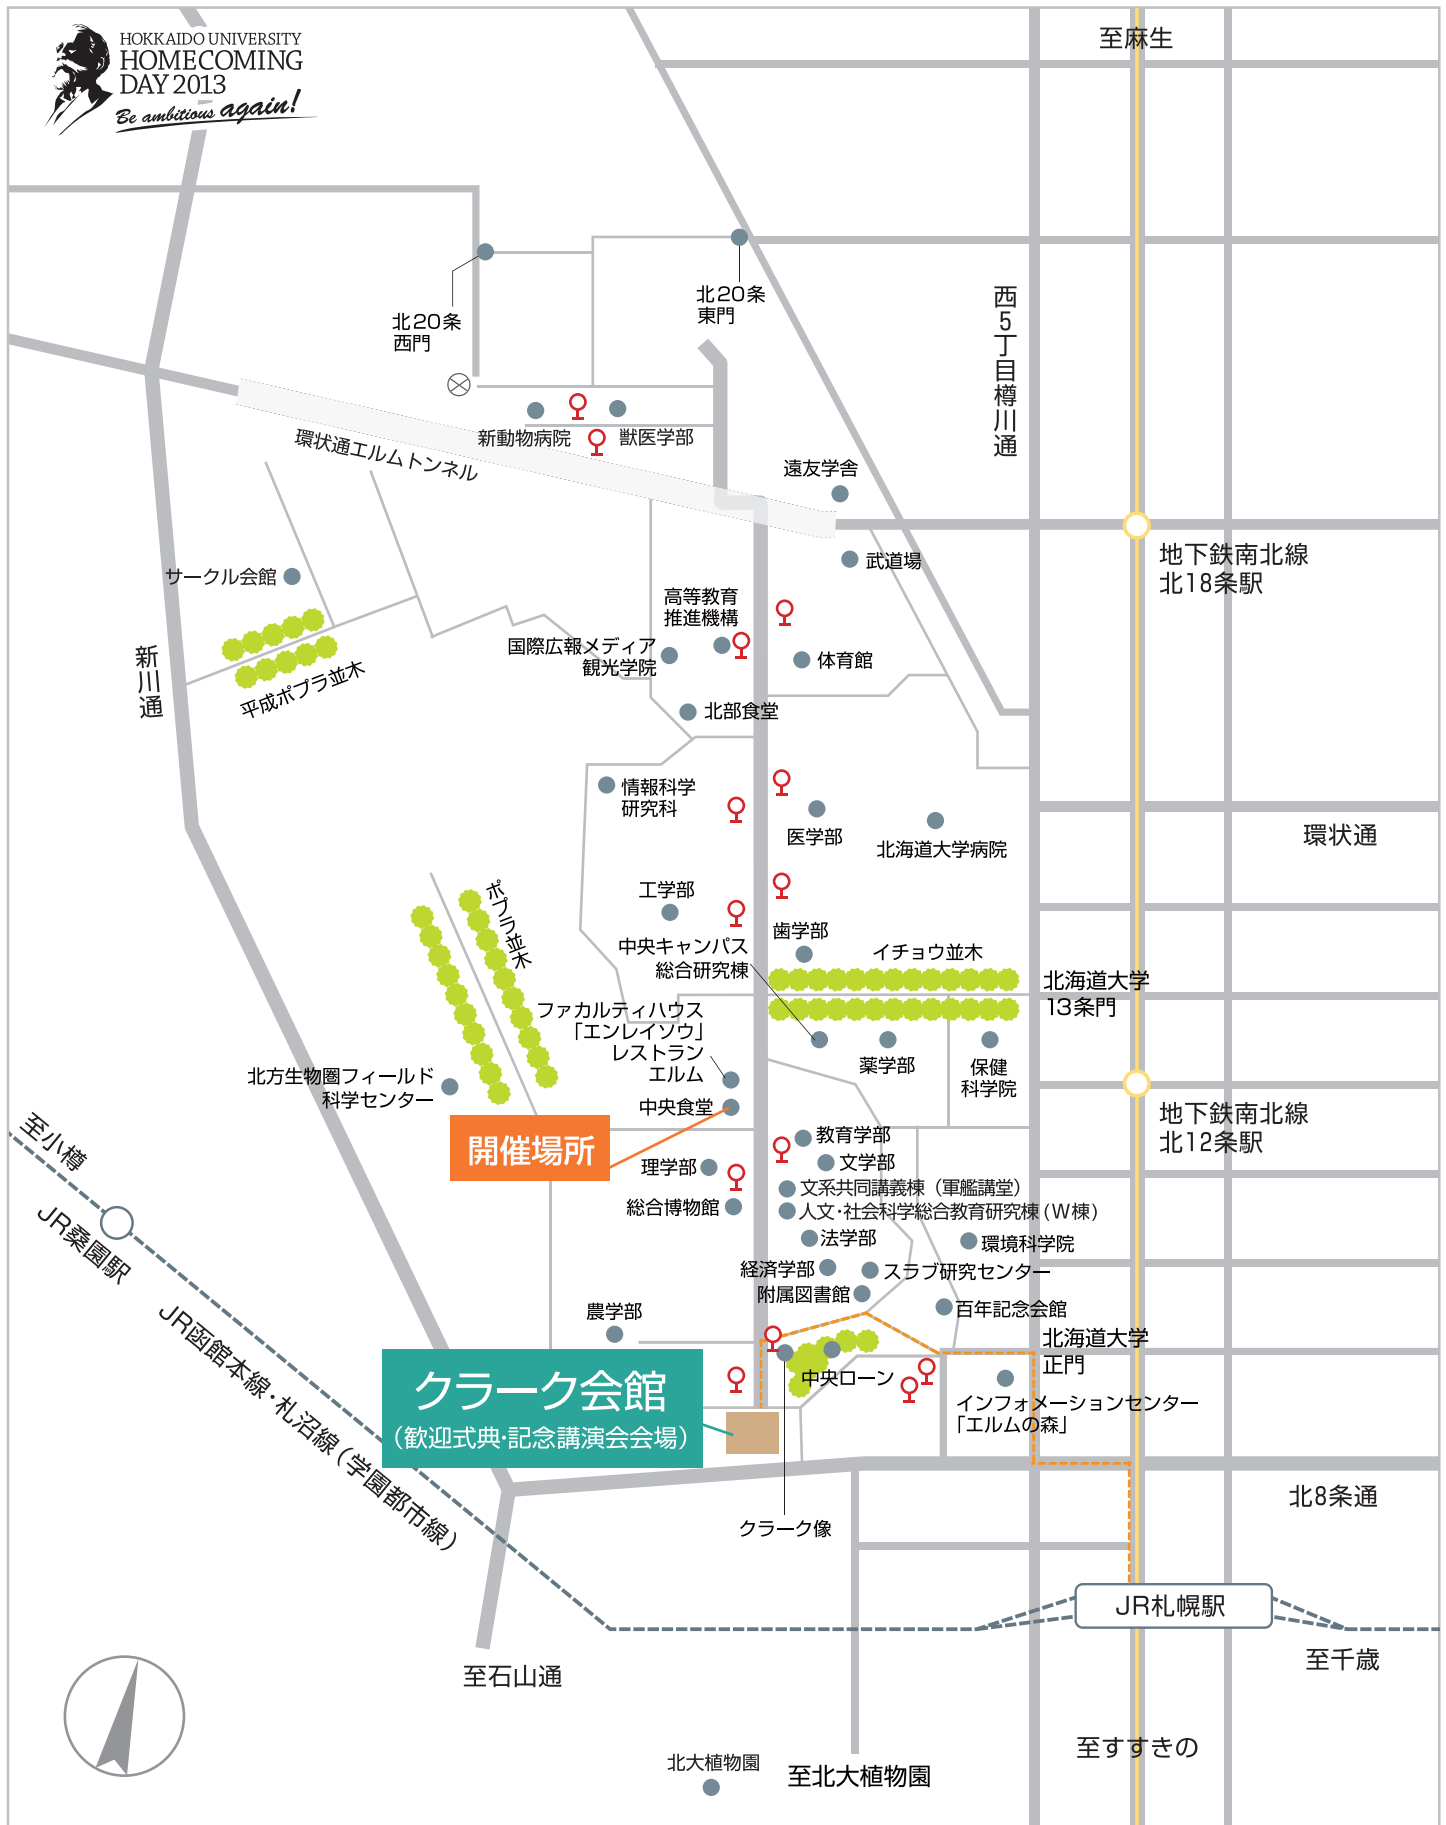 HOKKAIDO UNIVERSITY
HOMECOMING
DAY 2013
Be ambitious again!
至麻生
北20条
西門
北20条
東門
西5丁目樽川通
環状通エルムトンネル
新動物病院
獣医学部
遠友学舎
武道場
地下鉄南北線
北18条駅
サークル会館
高等教育
推進機構
国際広報メディア
観光学院
体育館
新川通
平成ポプラ並木
北部食堂
情報科学
研究科
医学部
北海道大学病院
環状通
工学部
ポプラ並木
中央キャンパス
総合研究棟
歯学部
イチョウ並木
北海道大学
13条門
ファカルティハウス
「エンレイソウ」
レストラン
エルム
薬学部
保健
科学院
北方生物圏フィールド
科学センター
中央食堂
地下鉄南北線
北12条駅
至小樽
開催場所
教育学部
文学部
理学部
文系共同講義棟（軍艦講堂）
総合博物館
人文・社会科学総合教育研究棟(W棟)
JR桑園駅
法学部
環境科学院
経済学部
スラブ研究センター
附属図書館
百年記念会館
農学部
北海道大学
正門
JR函館本線・札沼線（学園都市線）
クラーク会館
（歓迎式典・記念講演会会場）
中央ローン
インフォメーションセンター
「エルムの森」
北8条通
クラーク像
JR札幌駅
至千歳
至石山通
至すすきの
北大植物園
至北大植物園